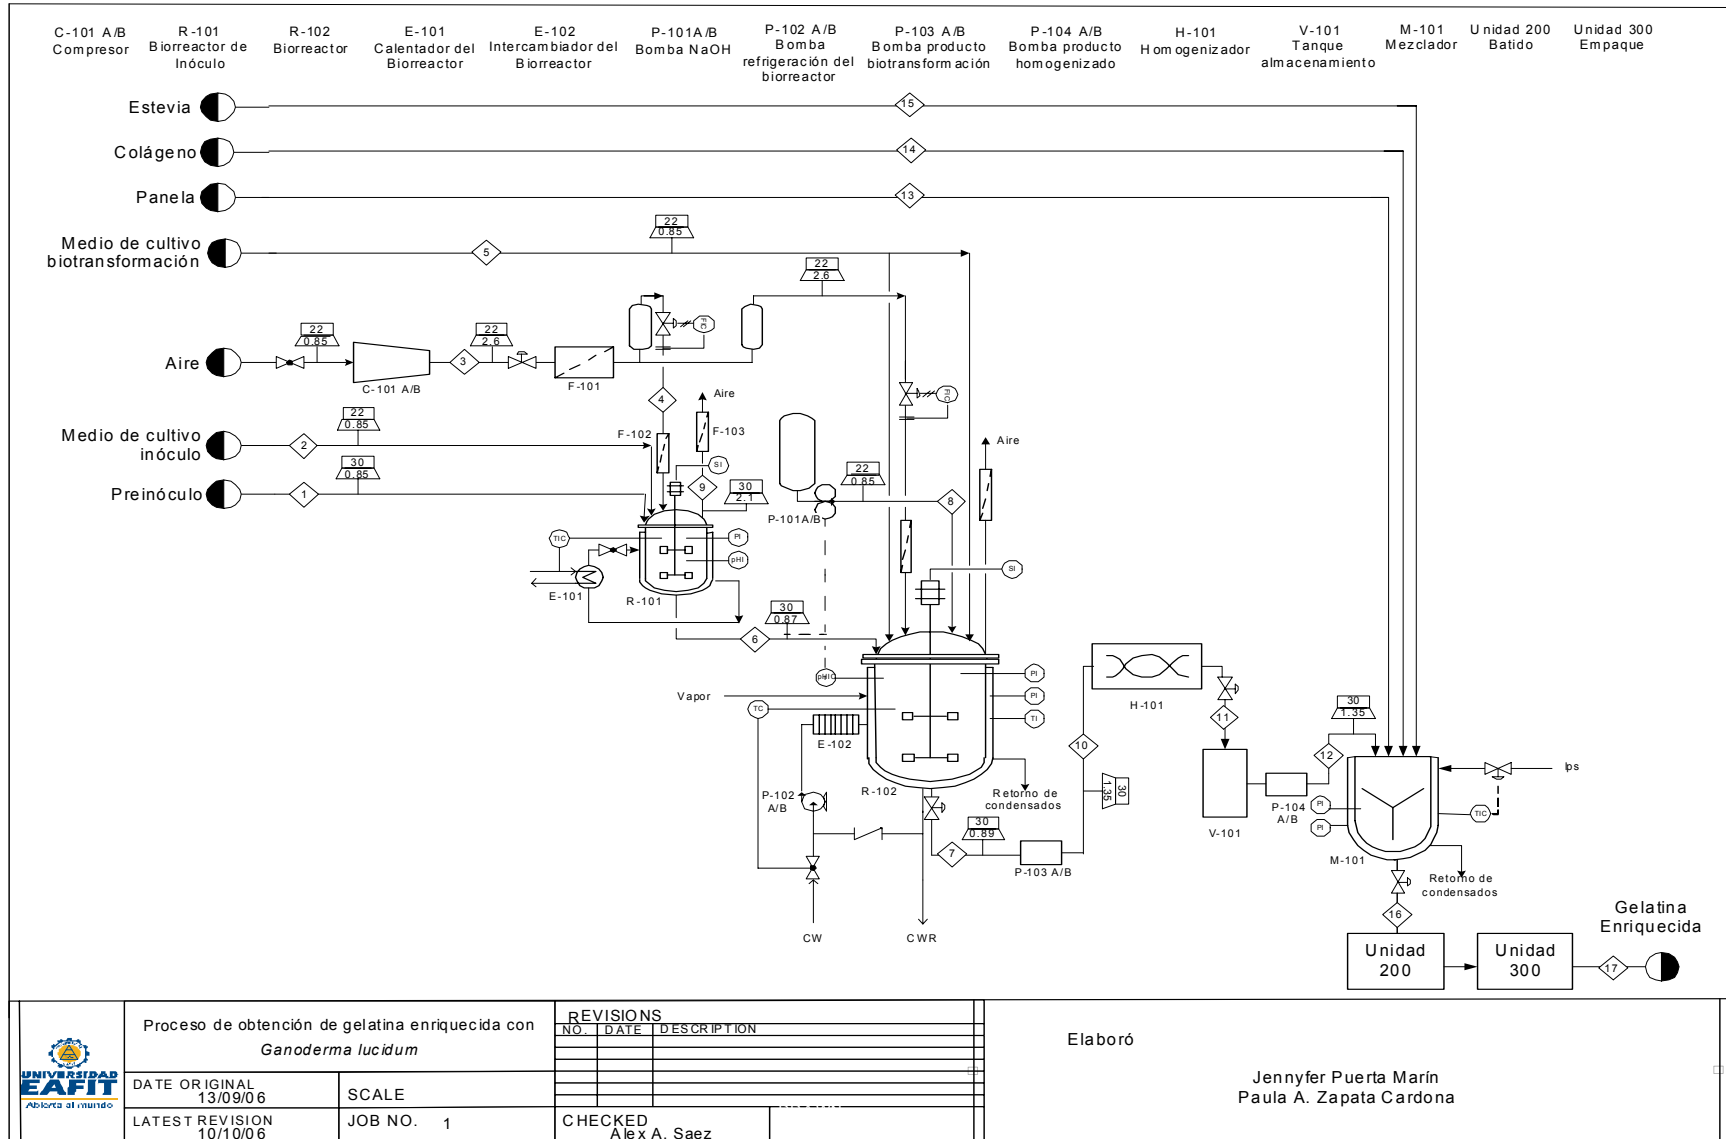 C-101 A/B
Compresor
R-101
Biorreactor de
Inóculo
R-102
Biorreactor
E-101
Calentador del
Biorreactor
E-102
Intercambiador del
Biorreactor
P-101A/B
Bomba NaOH
P-102 A/B
Bomba
refrigeración del
biorreactor
P-103 A/B
Bomba producto
biotransformación
P-104 A/B
Bomba producto
homogenizado
H-101
Homogenizador
V-101
Tanque
almacenamiento
M-101
Mezclador
Unidad 200
Batido
Unidad 300
Empaque
Estevia
15
Colágeno
14
Panela
13
Medio de cultivo
biotransformación
5
22
0.85
22
2.6
Aire
22
0.85
C-101 A/B
3
22
2.6
F-101
FIC
4
Aire
FIC
Medio de cultivo
inóculo
2
22
0.85
F-102
F-103
Aire
Preinóculo
1
30
0.85
SI
9
30
2.1
22
0.85
8
P-101A/B
TIC
PI
pHI
E-101
R-101
SI
30
0.87
6
pHIC
PI
PI
TI
Vapor
TC
E-102
H-101
10
11
30
1.35
12
Ips
P-102
A/B
R-102
Retorno de
condensados
30
1.35
V-101
P-104
A/B
PI
PI
TIC
30
0.89
7
P-103 A/B
M-101
Retorno de
condensados
CW
CWR
16
Gelatina
Enriquecida
Unidad
200
Unidad
300
17
UNIVERSIDAD
EAFIT
Abierta al mundo
Proceso de obtención de gelatina enriquecida con
Ganoderma lucidum
DATE ORIGINAL
13/09/06
SCALE
LATEST REVISION
10/10/06
JOB NO. 1
REVISIONS
NO. DATE DESCRIPTION
CHECKED
Alex A. Saez
Elaboró
Jennyfer Puerta Marín
Paula A. Zapata Cardona